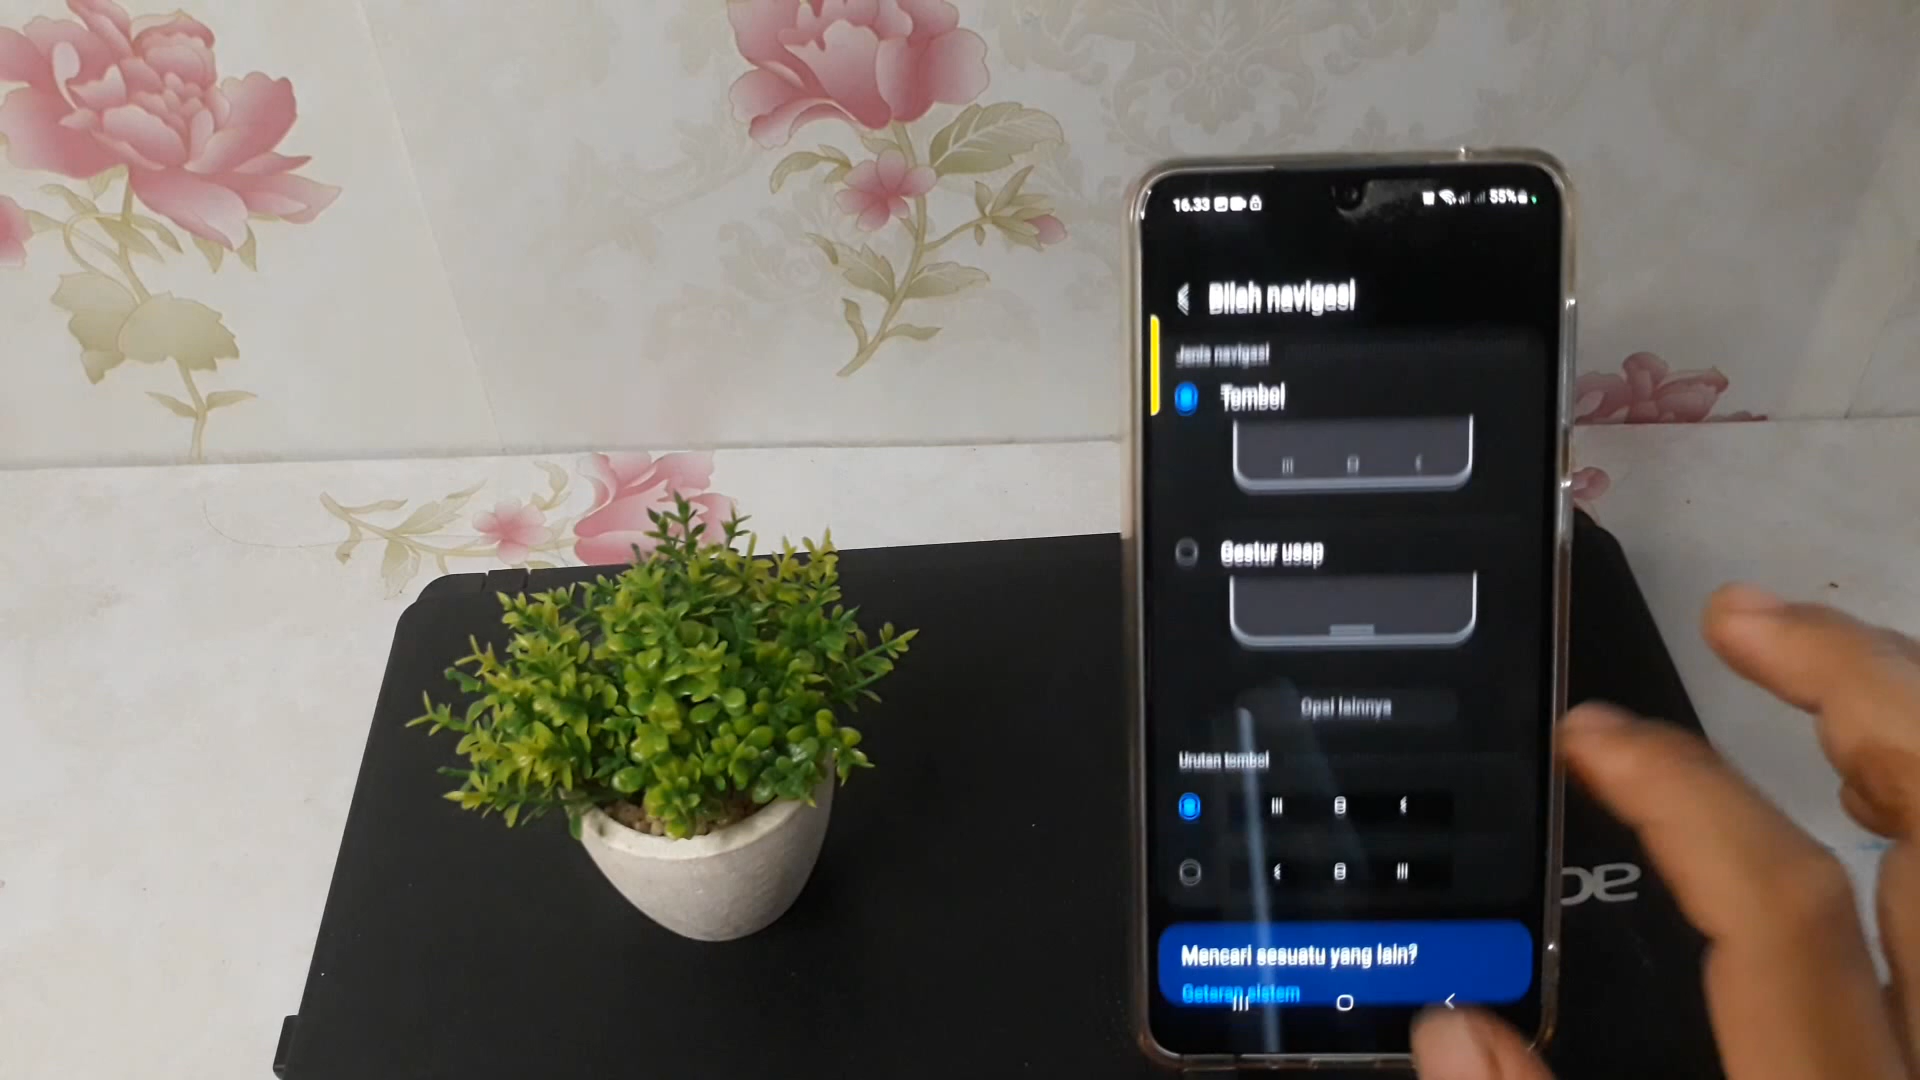 16.33 55%
Bilah navigasi
Jenis navigasi
Tombol
Gestur usap
Opsi lainnya
Urutan tombol
Mencari sesuatu yang lain?
Getaran sistem
ac